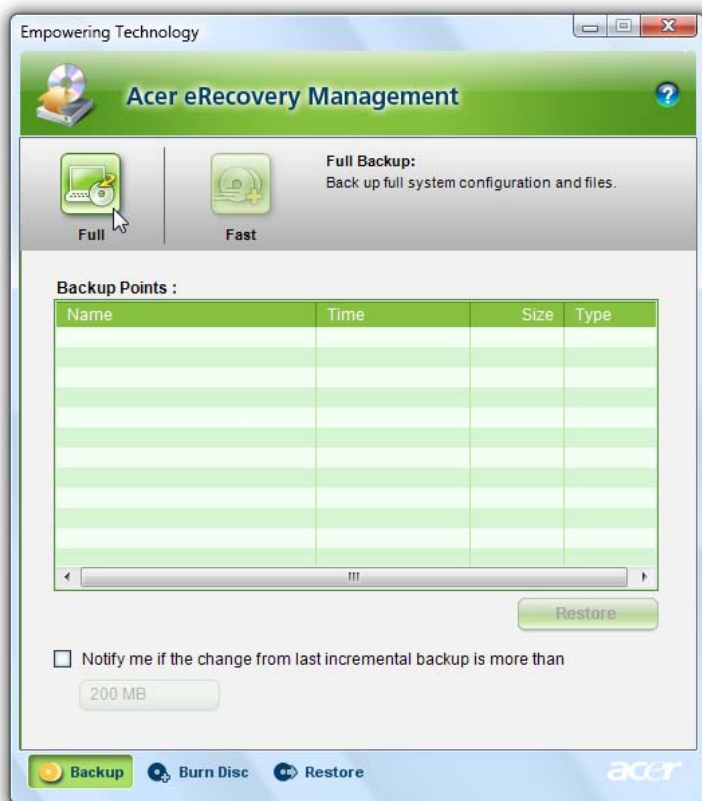 Empowering Technology
Acer eRecovery Management
?
Full Backup:
Back up full system configuration and files.
Full
Fast
Backup Points :
Name Time Size Type
Restore
Notify me if the change from last incremental backup is more than
200 MB
Backup Burn Disc Restore acer